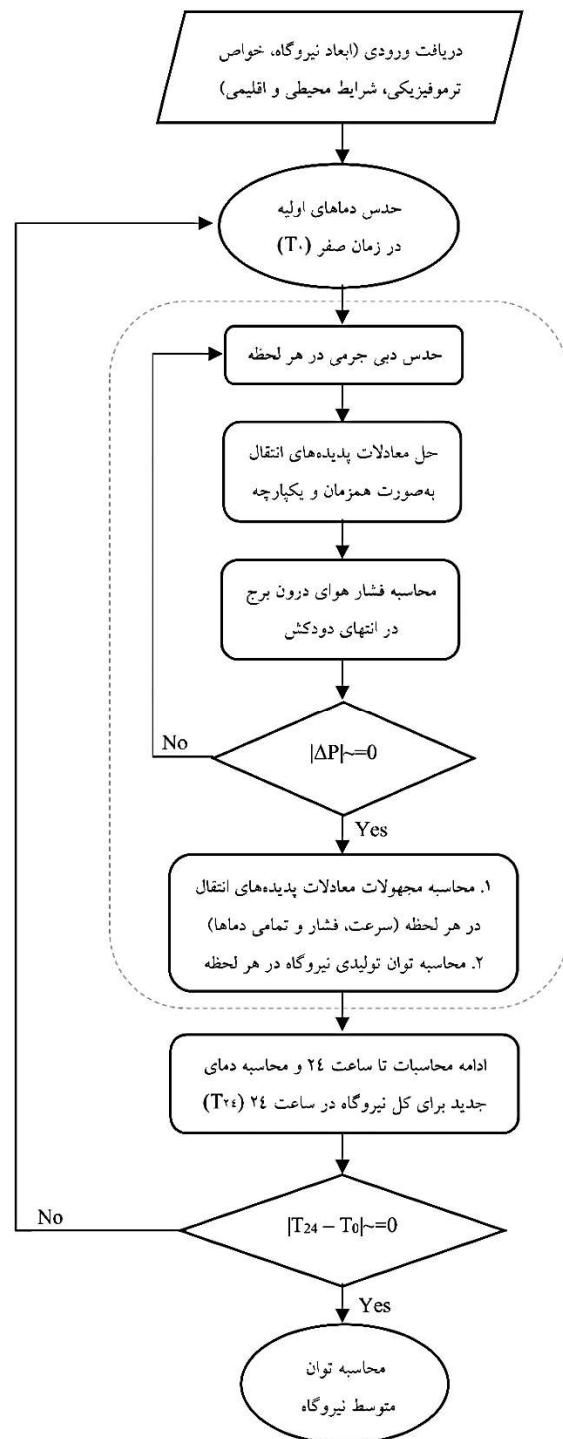 دریافت ورودی (ابعاد نیروگاه، خواص
ترموفیزیکی، شرایط محیطی و اقلیمی)
حدس دماهای اولیه
در زمان صفر (T۰)
حدس دبی جرمی در هر لحظه
حل معادلات پدیده‌های انتقال
به‌صورت همزمان و یکپارچه
محاسبه فشار هوای درون برج
در انتهای دودکش
|ΔP|~=0
No
Yes
۱. محاسبه مجهولات معادلات پدیده‌های انتقال
در هر لحظه (سرعت، فشار و تمامی دماها)
۲. محاسبه توان تولیدی نیروگاه در هر لحظه
ادامه محاسبات تا ساعت ۲۴ و محاسبه دمای
جدید برای کل نیروگاه در ساعت ۲۴ (T۲۴)
|T24 – T0|~=0
No
Yes
محاسبه توان
متوسط نیروگاه